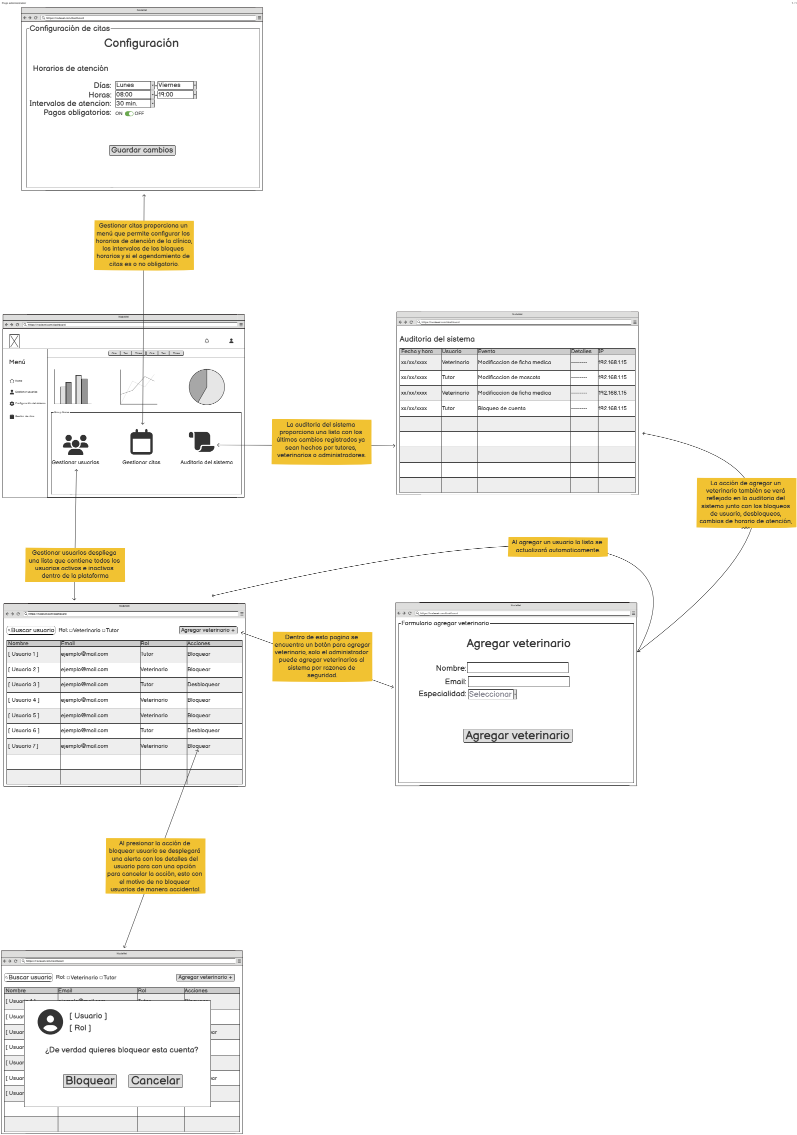 Configuración de citas
Configuración
Horarios de atención
Días: Lunes - Viernes
Horas: 08:00 - 19:00
Intervalos de atencion: 30 min.
Pagos obligatorios: ON OFF
Guardar cambios
Gestionar citas proporciona un
menú que permite configurar los
horarios de atención de la clínica,
los intervalos de los bloques
horarios y si el agendamiento de
citas es o no obligatorio.
Menú
Gestionar usuarios
Gestionar citas
Auditoria del sistema
Auditoria del sistema
Fecha y hora Usuario Evento Detalles IP
xx/xx/xxxx Veterinario Modificacion de ficha medica -------- 192.168.1.15
xx/xx/xxxx Tutor Modificacion de mascota -------- 192.168.1.15
xx/xx/xxxx Veterinario Modificacion de ficha medica -------- 192.168.1.15
xx/xx/xxxx Tutor Bloqueo de cuenta -------- 192.168.1.15
La auditoria del sistema
proporciona una lista con los
últimos cambios registrados ya
sean hechos por tutores,
veterinarios o administradores.
La acción de agregar un
veterinario también se verá
reflejada en la auditoria del
sistema junto con los bloqueos
de usuario, desbloqueos,
cambios de horario de atención,
Gestionar usuarios despliega
una lista que contiene todos los
usuarios activos e inactivos
dentro de la plataforma
Al agregar un usuario la lista se
actualizará automaticamente.
Buscar usuario Rol: Veterinario Tutor Agregar veterinario +
Nombre Email Rol Acciones
[ Usuario 1 ] ejemplo@mail.com Tutor Bloquear
[ Usuario 2 ] ejemplo@mail.com Veterinario Bloquear
[ Usuario 3 ] ejemplo@mail.com Tutor Desbloquear
[ Usuario 4 ] ejemplo@mail.com Veterinario Bloquear
[ Usuario 5 ] ejemplo@mail.com Veterinario Bloquear
[ Usuario 6 ] ejemplo@mail.com Tutor Desbloquear
[ Usuario 7 ] ejemplo@mail.com Veterinario Bloquear
Dentro de esta pagina se
encuentra un botón para agregar
veterinario, solo el administrador
puede agregar veterinarios al
sistema por razones de
seguridad.
Formulario agregar veterinario
Agregar veterinario
Nombre:
Email:
Especialidad: Seleccionar
Agregar veterinario
Al presionar la acción de
bloquear usuario se desplegará
una alerta con los detalles del
usuario para con una opción
para cancelar la acción, esto con
el motivo de no bloquear
usuarios de manera accidental
Buscar usuario Rol: Veterinario Tutor Agregar veterinario +
Nombre Email Rol Acciones
[ Usuario ]
[ Rol ]
¿De verdad quieres bloquear esta cuenta?
Bloquear Cancelar